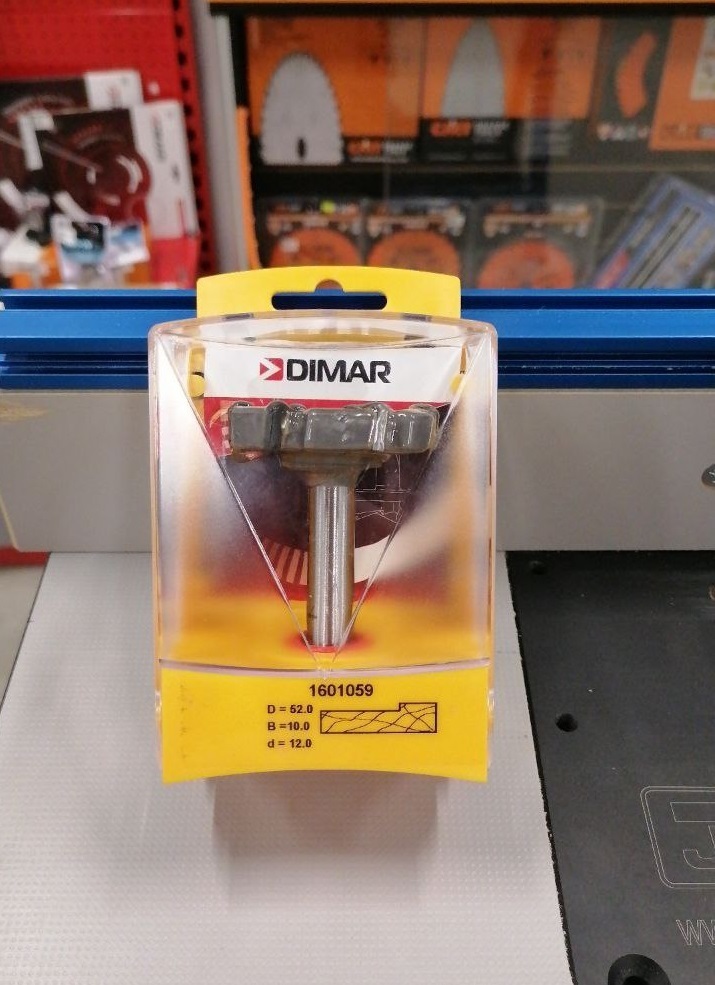 DIMAR
1601059
D = 52.0
B =10.0
d = 12.0